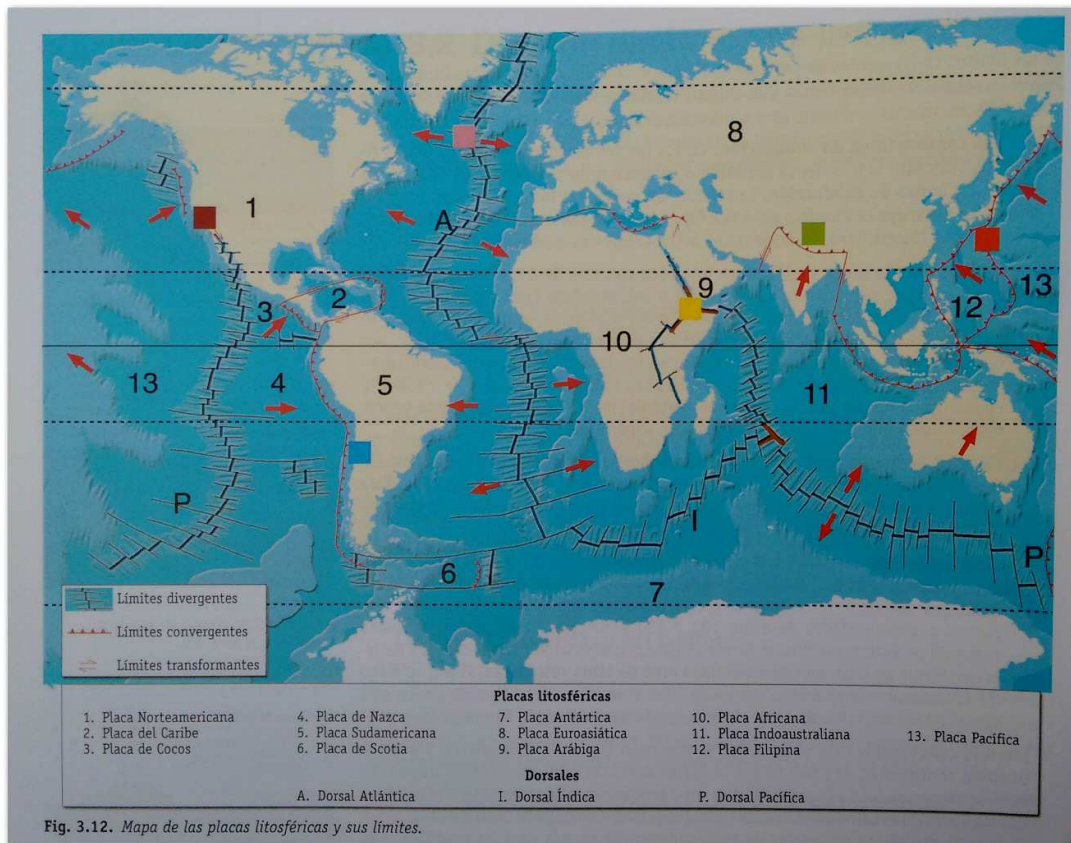 8
1
A
2
9
13
3
12
10
13
4
5
11
P
I
6
P
7
Límites divergentes
Límites convergentes
Límites transformantes
Placas litosféricas
1. Placa Norteamericana
2. Placa del Caribe
3. Placa de Cocos
4. Placa de Nazca
5. Placa Sudamericana
6. Placa de Scotia
7. Placa Antártica
8. Placa Euroasiática
9. Placa Arábiga
10. Placa Africana
11. Placa Indoaustraliana
12. Placa Filipina
13. Placa Pacífica
Dorsales
A. Dorsal Atlántica
I. Dorsal Índica
P. Dorsal Pacífica
Fig. 3.12. Mapa de las placas litosféricas y sus límites.